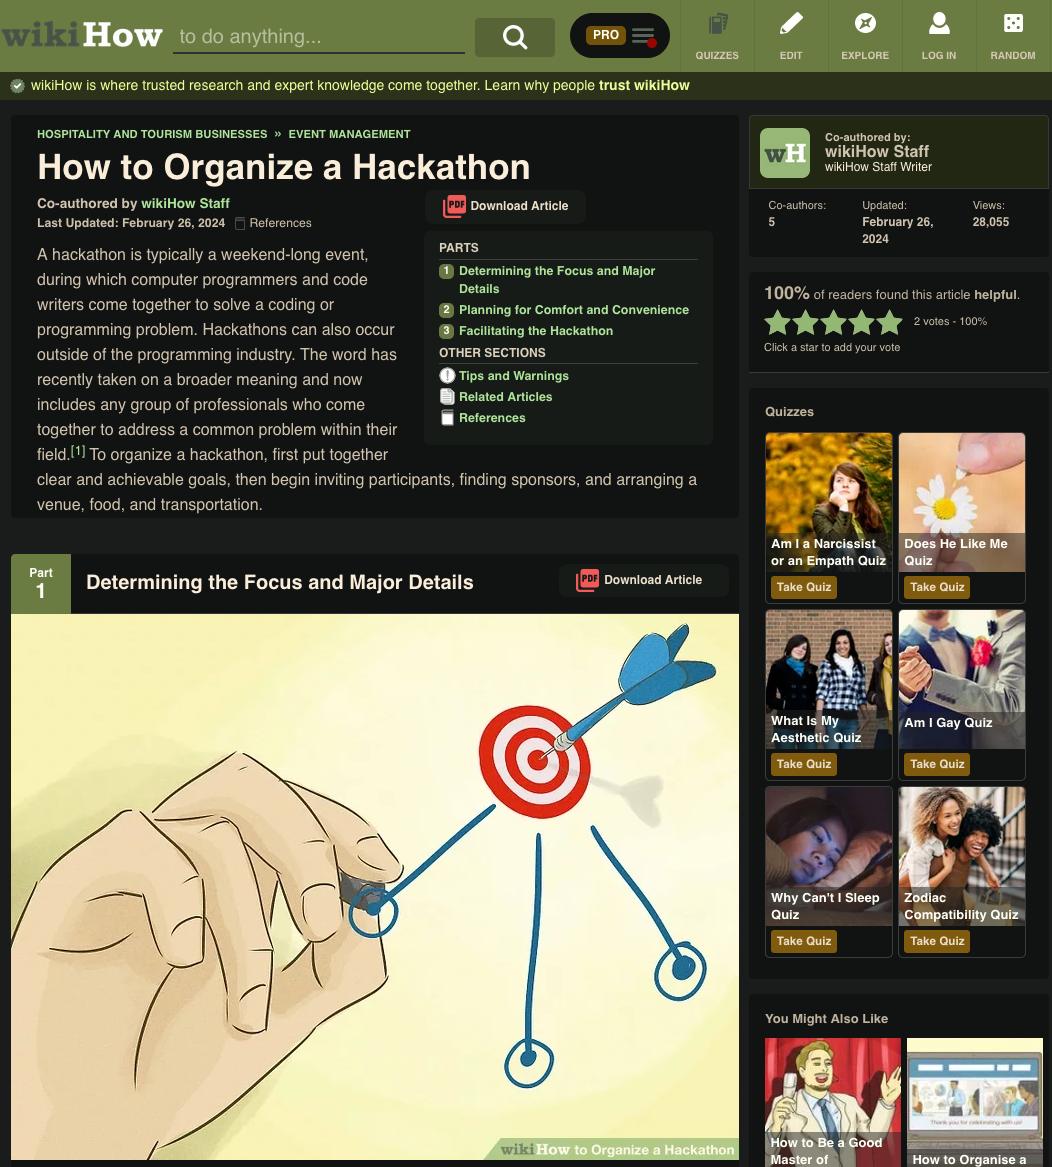 wikiHow to do anything...
PRO
QUIZZES
EDIT
EXPLORE
LOG IN
RANDOM
wikiHow is where trusted research and expert knowledge come together. Learn why people trust wikiHow
HOSPITALITY AND TOURISM BUSINESSES » EVENT MANAGEMENT
How to Organize a Hackathon
Co-authored by wikiHow Staff
Last Updated: February 26, 2024 References
PDF Download Article
A hackathon is typically a weekend-long event,
during which computer programmers and code
writers come together to solve a coding or
programming problem. Hackathons can also occur
outside of the programming industry. The word has
recently taken on a broader meaning and now
includes any group of professionals who come
together to address a common problem within their
field.[1] To organize a hackathon, first put together
clear and achievable goals, then begin inviting participants, finding sponsors, and arranging a
venue, food, and transportation.
PARTS
1 Determining the Focus and Major
Details
2 Planning for Comfort and Convenience
3 Facilitating the Hackathon
OTHER SECTIONS
Tips and Warnings
Related Articles
References
Part
1
Determining the Focus and Major Details
PDF Download Article
wikiHow to Organize a Hackathon
wH
Co-authored by:
wikiHow Staff
wikiHow Staff Writer
Co-authors:
5
Updated:
February 26,
2024
Views:
28,055
100% of readers found this article helpful.
2 votes - 100%
Click a star to add your vote
Quizzes
Am I a Narcissist
or an Empath Quiz
Take Quiz
Does He Like Me
Quiz
Take Quiz
What Is My
Aesthetic Quiz
Take Quiz
Am I Gay Quiz
Take Quiz
Why Can't I Sleep
Quiz
Take Quiz
Zodiac
Compatibility Quiz
Take Quiz
You Might Also Like
How to Be a Good
Master of
Thank you for celebrating with us!
How to Organise a